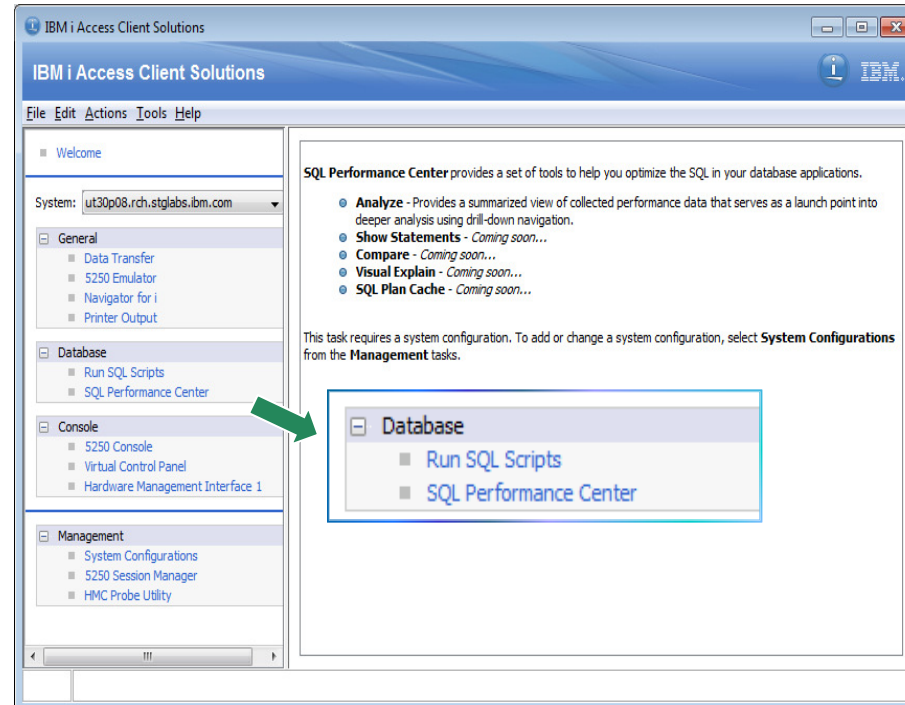 IBM i Access Client Solutions
IBM i Access Client Solutions
IBM.
File Edit Actions Tools Help
Welcome
System: ut30p08.rch.stglabs.ibm.com
General
Data Transfer
5250 Emulator
Navigator for i
Printer Output
Database
Run SQL Scripts
SQL Performance Center
Console
5250 Console
Virtual Control Panel
Hardware Management Interface 1
Management
System Configurations
5250 Session Manager
HMC Probe Utility
SQL Performance Center provides a set of tools to help you optimize the SQL in your database applications.
Analyze - Provides a summarized view of collected performance data that serves as a launch point into
deeper analysis using drill-down navigation.
Show Statements - Coming soon...
Compare - Coming soon...
Visual Explain - Coming soon...
SQL Plan Cache - Coming soon...
This task requires a system configuration. To add or change a system configuration, select System Configurations
from the Management tasks.
Database
Run SQL Scripts
SQL Performance Center